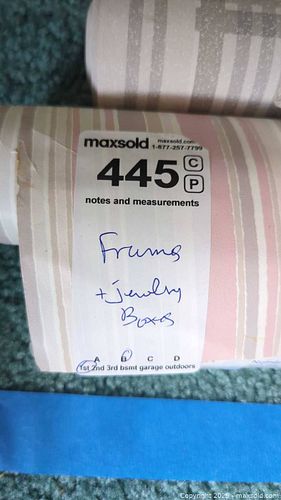 maxsold maxsold.com
1-877-257-7799
445 C
P
notes and measurements
Frames
+ jewelry
Boxes
A B C D
1st 2nd 3rd bsmt garage outdoors
Copyright 2025 - maxsold.com